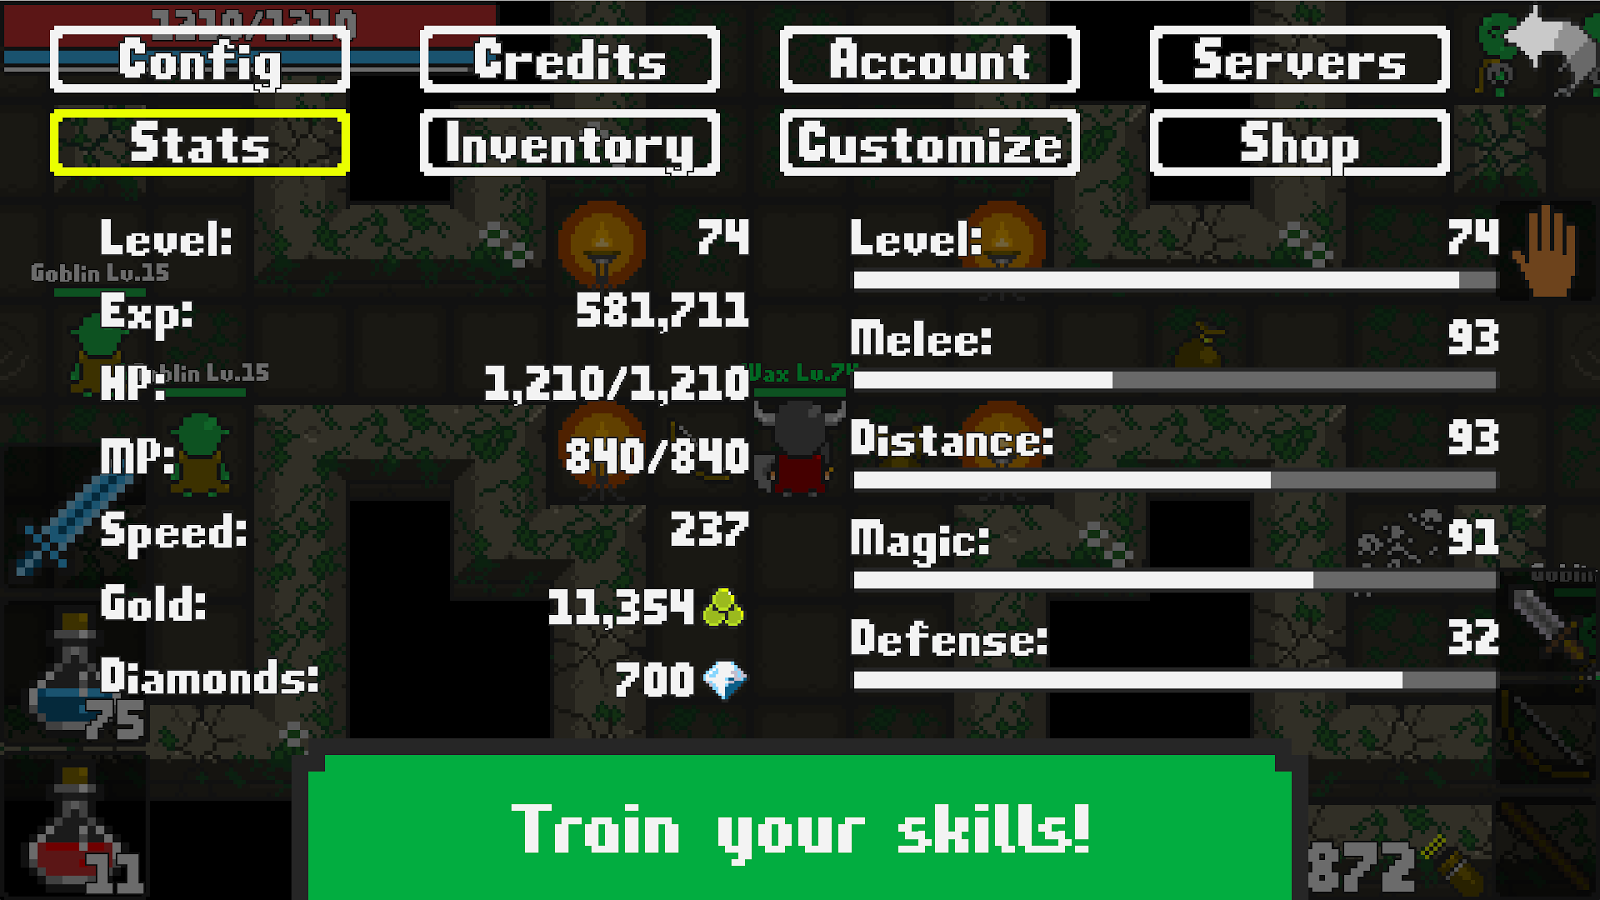 1210/1210
Config
Credits
Account
Servers
Stats
Inventory
Customize
Shop
Level: 74
Level: 74
Goblin Lv.15
Exp: 581,711
Melee: 93
Goblin Lv.15
HP: 1,210/1,210
Vax Lv.74
Distance: 93
MP: 840/840
Speed: 237
Magic: 91
Goblin
Gold: 11,354
Defense: 32
Diamonds: 700
75
Train your skills!
11
872